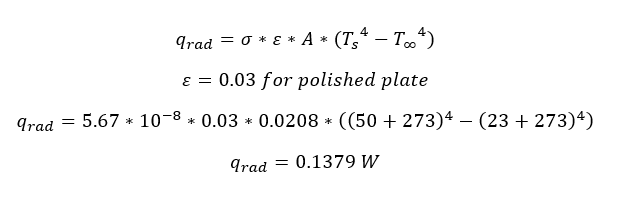 q_rad = σ * ε * A * (T_s^4 − T_∞^4)
ε = 0.03 for polished plate
q_rad = 5.67 * 10^−8 * 0.03 * 0.0208 * ((50 + 273)^4 − (23 + 273)^4)
q_rad = 0.1379 W